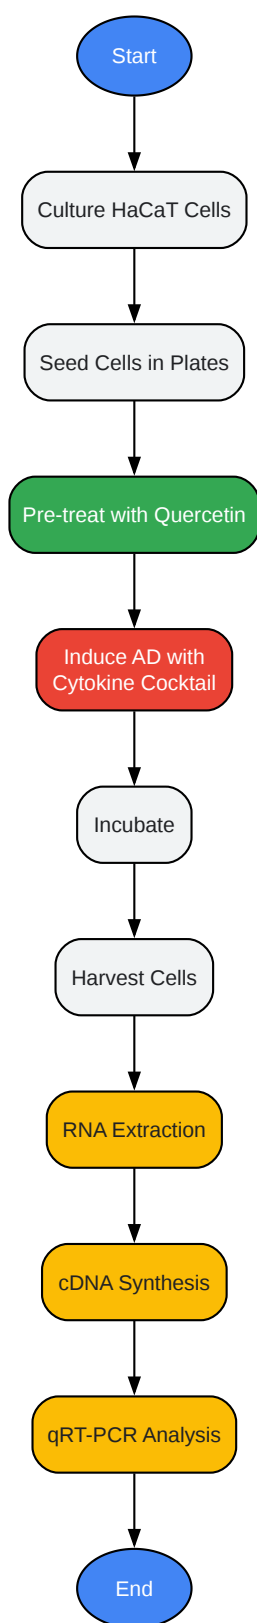 Start
Culture HaCaT Cells
Seed Cells in Plates
Pre-treat with Quercetin
Induce AD with
Cytokine Cocktail
Incubate
Harvest Cells
RNA Extraction
cDNA Synthesis
qRT-PCR Analysis
End